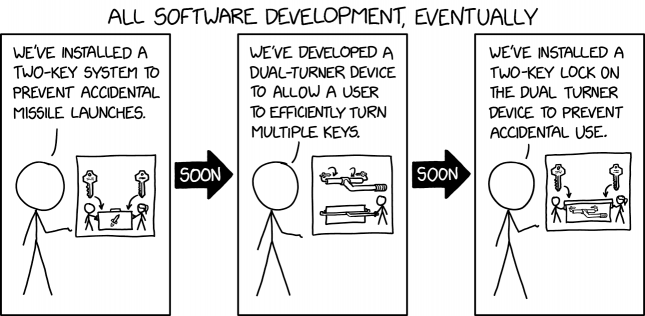 ALL SOFTWARE DEVELOPMENT, EVENTUALLY
WE'VE INSTALLED A
TWO-KEY SYSTEM TO
PREVENT ACCIDENTAL
MISSILE LAUNCHES.
SOON
WE'VE DEVELOPED A
DUAL-TURNER DEVICE
TO ALLOW A USER
TO EFFICIENTLY TURN
MULTIPLE KEYS.
SOON
WE'VE INSTALLED A
TWO-KEY LOCK ON
THE DUAL TURNER
DEVICE TO PREVENT
ACCIDENTAL USE.